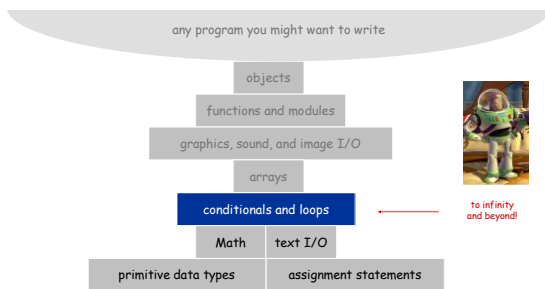 any program you might want to write
objects
functions and modules
graphics, sound, and image I/O
arrays
conditionals and loops
to infinity
and beyond!
Math text I/O
primitive data types assignment statements